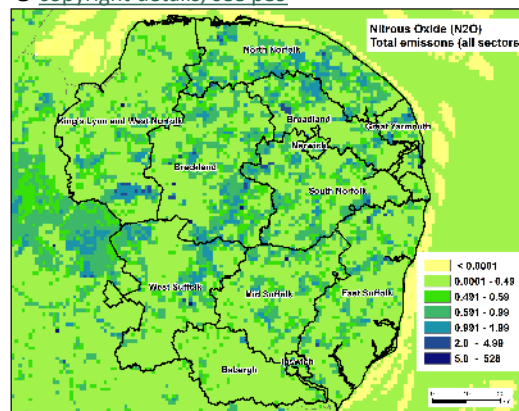 copyright details, see p65
Nitrous Oxide (N2O)
Total emissons (all sectors
North Norfolk
King's Lynn and West Norfolk
Broadland
Great Yarmouth
Norwich
Breckland
South Norfolk
West Suffolk
Mid Suffolk
East Suffolk
Babergh
Ipswich
< 0.0001
0.0001 - 0.49
0.491 - 0.59
0.591 - 0.99
0.991 - 1.99
2.0 - 4.99
5.0 - 528